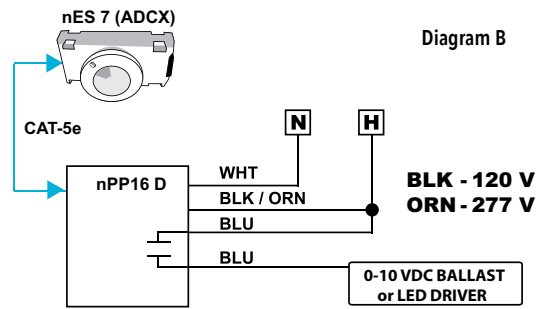 nES 7 (ADCX)
Diagram B
CAT-5e
N
H
nPP16 D
WHT
BLK / ORN
BLU
BLU
BLK - 120 V
ORN - 277 V
0-10 VDC BALLAST
or LED DRIVER